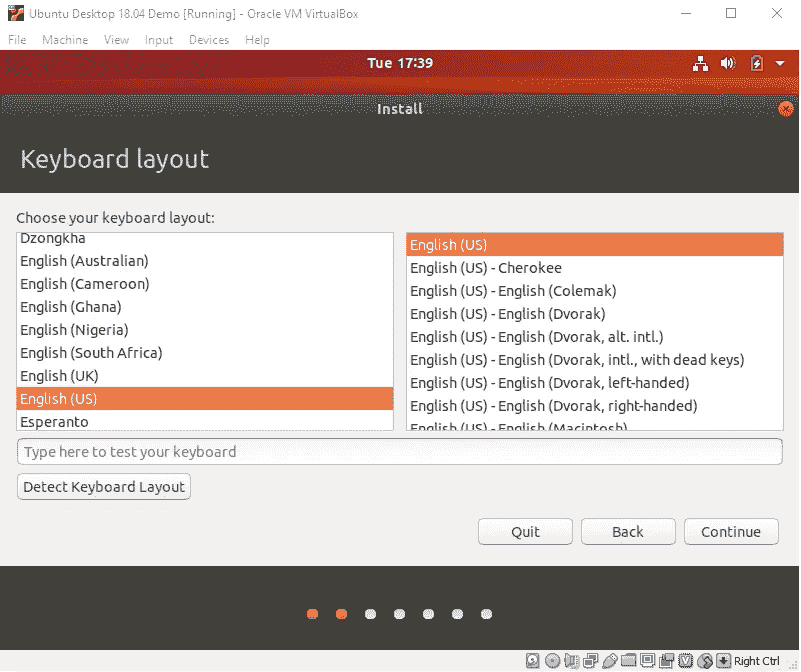 Ubuntu Desktop 18.04 Demo [Running] - Oracle VM VirtualBox
File Machine View Input Devices Help
Tue 17:39
Install
Keyboard layout
Choose your keyboard layout:
Dzongkha
English (Australian)
English (Cameroon)
English (Ghana)
English (Nigeria)
English (South Africa)
English (UK)
English (US)
Esperanto
English (US)
English (US) - Cherokee
English (US) - English (Colemak)
English (US) - English (Dvorak)
English (US) - English (Dvorak, alt. intl.)
English (US) - English (Dvorak, intl., with dead keys)
English (US) - English (Dvorak, left-handed)
English (US) - English (Dvorak, right-handed)
English (US) - English (Macintosh)
Type here to test your keyboard
Detect Keyboard Layout
Quit Back Continue
Right Ctrl